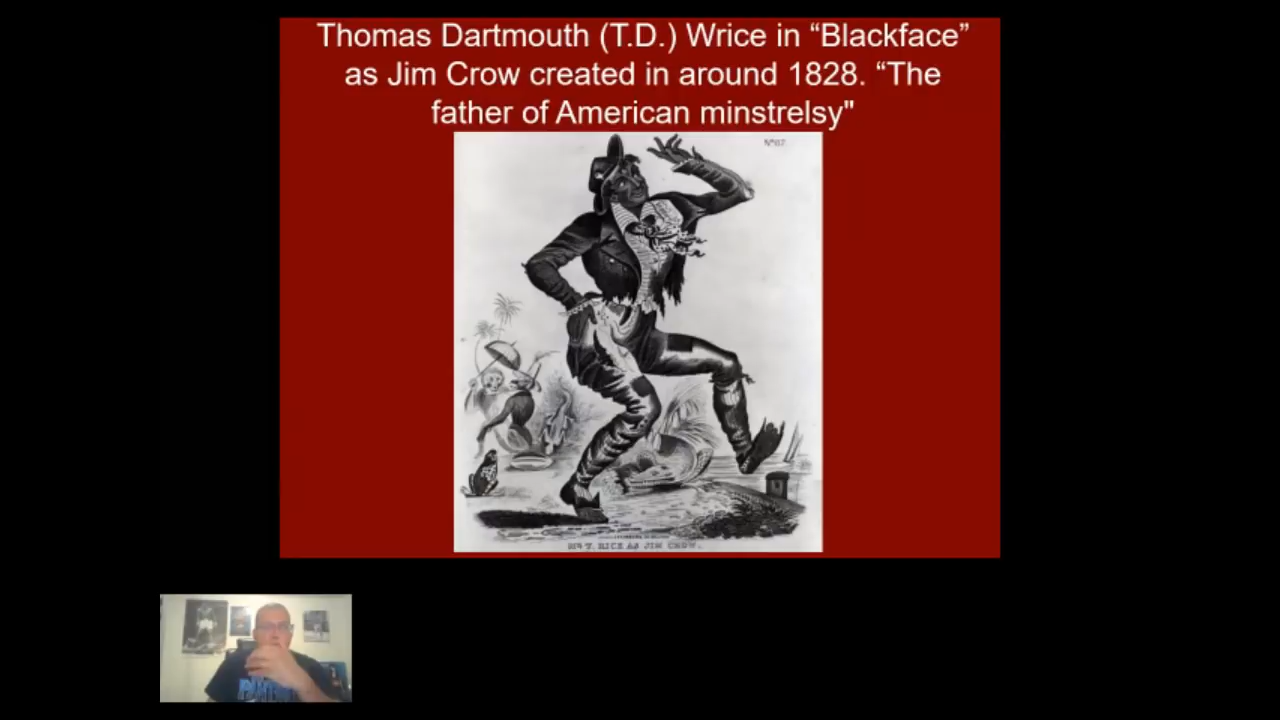 Thomas Dartmouth (T.D.) Wrice in “Blackface”
as Jim Crow created in around 1828. “The
father of American minstrelsy"
MR T. RICE AS JIM CROW.